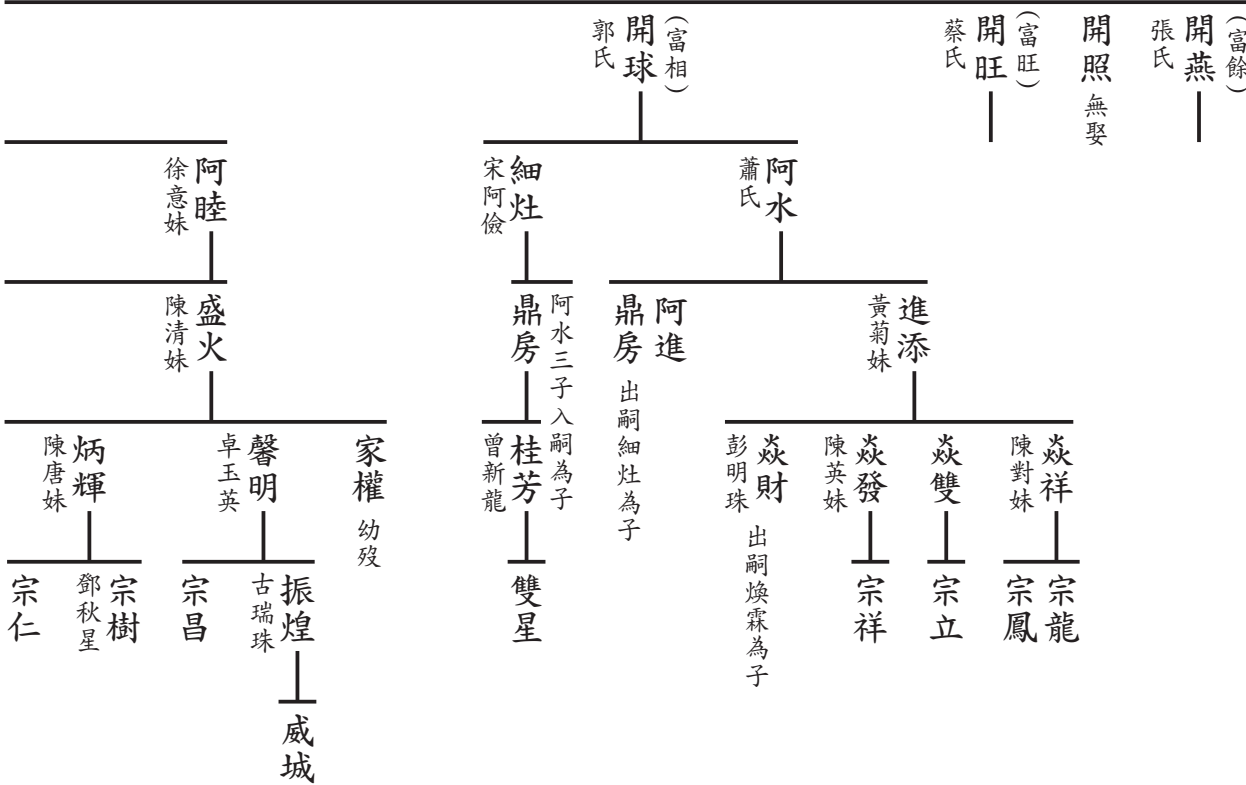 (富餘)
開燕
張氏
開照
無娶
(富旺)
開旺
蔡氏
(富相)
開球
郭氏
阿水
蕭氏
細灶
宋阿儉
阿睦
徐意妹
進添
黃菊妹
阿進
鼎房
出嗣細灶為子
阿水三子入嗣為子
鼎房
盛火
陳清妹
焱祥
陳對妹
焱雙
焱發
陳英妹
焱財
彭明珠
出嗣煥霖為子
桂芳
曾新龍
家權
幼歿
馨明
卓玉英
炳輝
陳唐妹
宗龍
宗鳳
宗立
宗祥
雙星
振煌
古瑞珠
宗昌
宗樹
鄧秋星
宗仁
威城